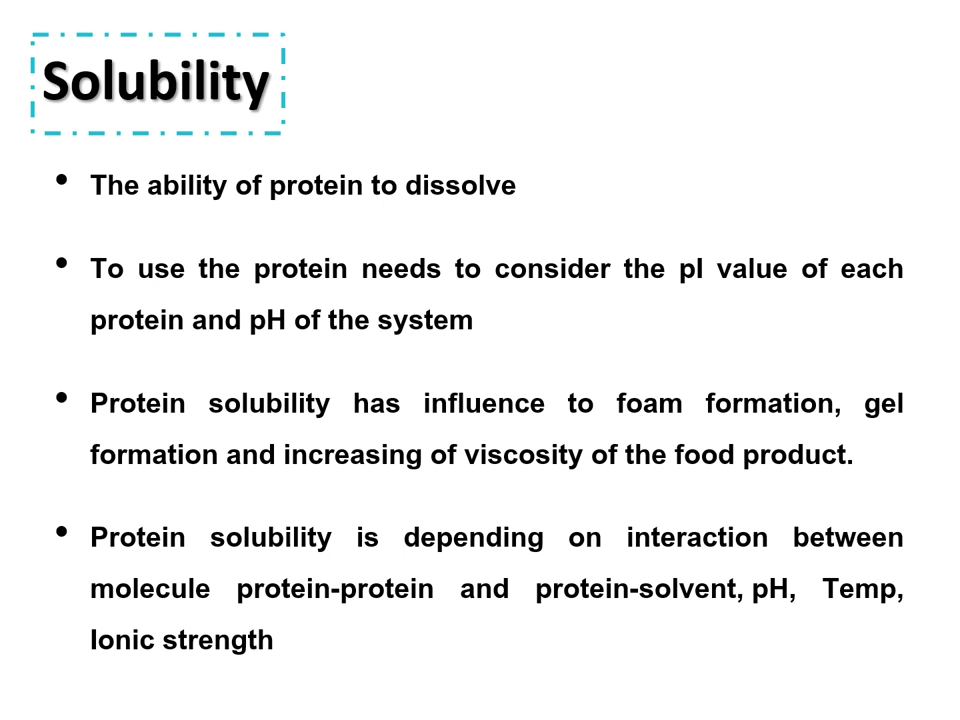 Solubility
• The ability of protein to dissolve
• To use the protein needs to consider the pI value of each
protein and pH of the system
• Protein solubility has influence to foam formation, gel
formation and increasing of viscosity of the food product.
• Protein solubility is depending on interaction between
molecule protein-protein and protein-solvent, pH, Temp,
Ionic strength